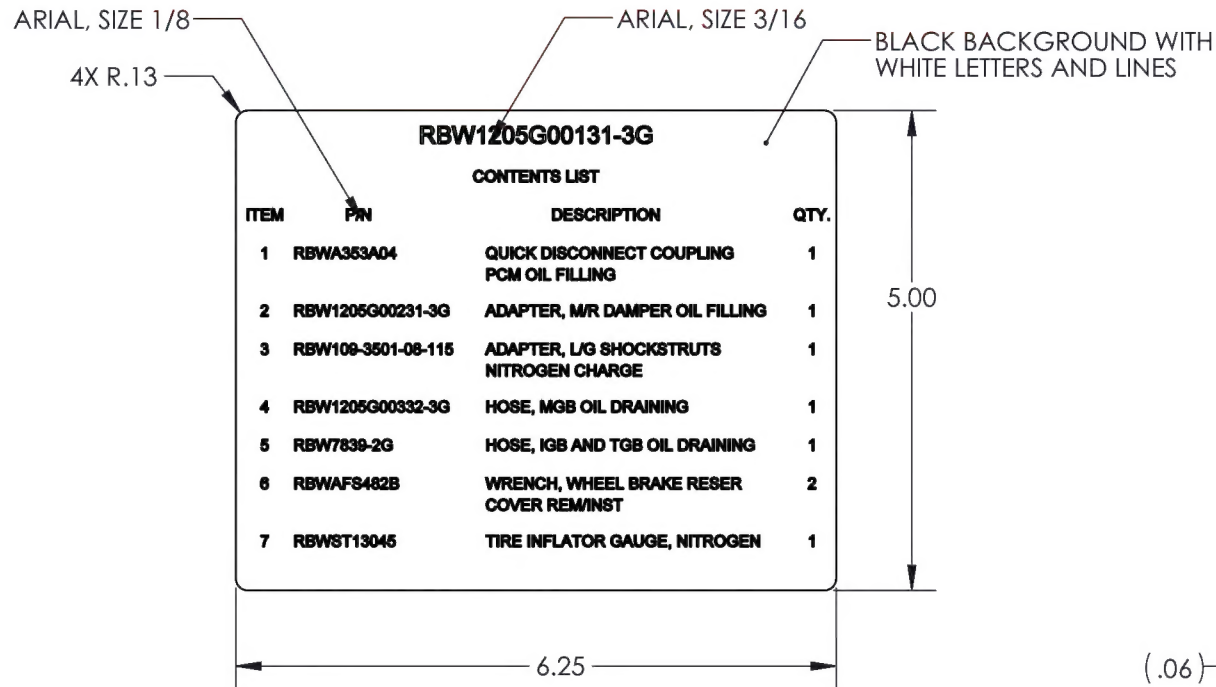 ARIAL, SIZE 1/8
ARIAL, SIZE 3/16
BLACK BACKGROUND WITH
WHITE LETTERS AND LINES
4X R.13
RBW1205G00131-3G
CONTENTS LIST
ITEM P/N DESCRIPTION QTY.
1 RBWA353A04 QUICK DISCONNECT COUPLING 1
PCM OIL FILLING
2 RBW1205G00231-3G ADAPTER, M/R DAMPER OIL FILLING 1
3 RBW109-3501-08-115 ADAPTER, L/G SHOCKSTRUTS 1
NITROGEN CHARGE
4 RBW1205G00332-3G HOSE, MGB OIL DRAINING 1
5 RBW7839-2G HOSE, IGB AND TGB OIL DRAINING 1
6 RBWAFS482B WRENCH, WHEEL BRAKE RESER 2
COVER REM/INST
7 RBWST13045 TIRE INFLATOR GAUGE, NITROGEN 1
5.00
6.25
(.06)